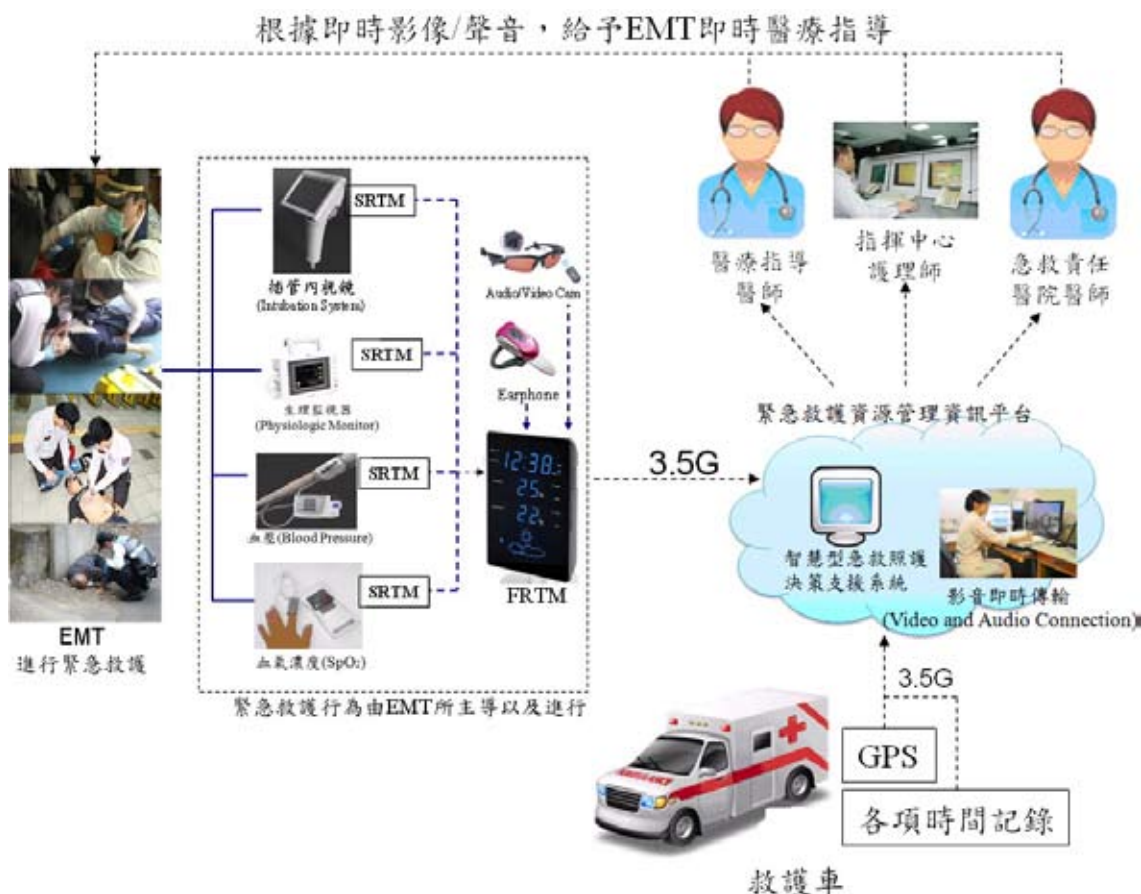 根據即時影像/聲音，給予EMT即時醫療指導
SRTM
插管內視鏡
(Intubation System)
Audio/Video Cam
SRTM
生理監視器
(Physiologic Monitor)
Earphone
SRTM
血壓(Blood Pressure)
12:38
25
22
FRTM
SRTM
血氧濃度(SpO₂)
EMT
進行緊急救護
緊急救護行為由EMT所主導以及進行
3.5G
醫療指導
醫師
指揮中心
護理師
急救責任
醫院醫師
緊急救護資源管理資訊平台
智慧型急救照護
決策支援系統
影音即時傳輸
(Video and Audio Connection)
3.5G
AMBULANCE
GPS
各項時間記錄
救護車